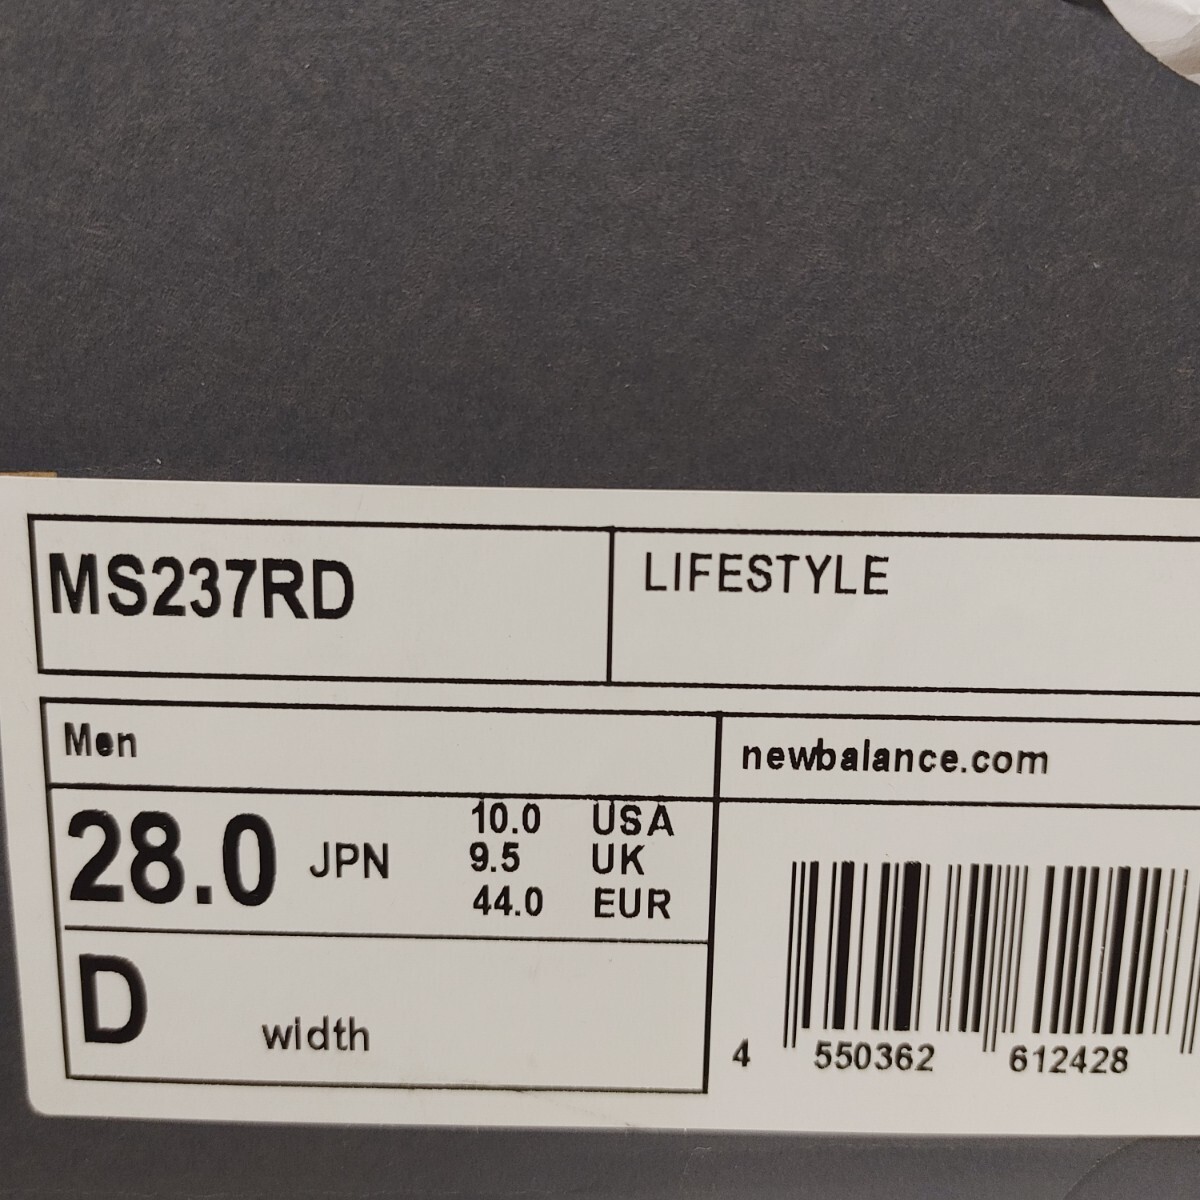 MS237RD
LIFESTYLE
Men
newbalance.com
28.0 JPN
10.0 USA
9.5 UK
44.0 EUR
D width
4 550362 612428